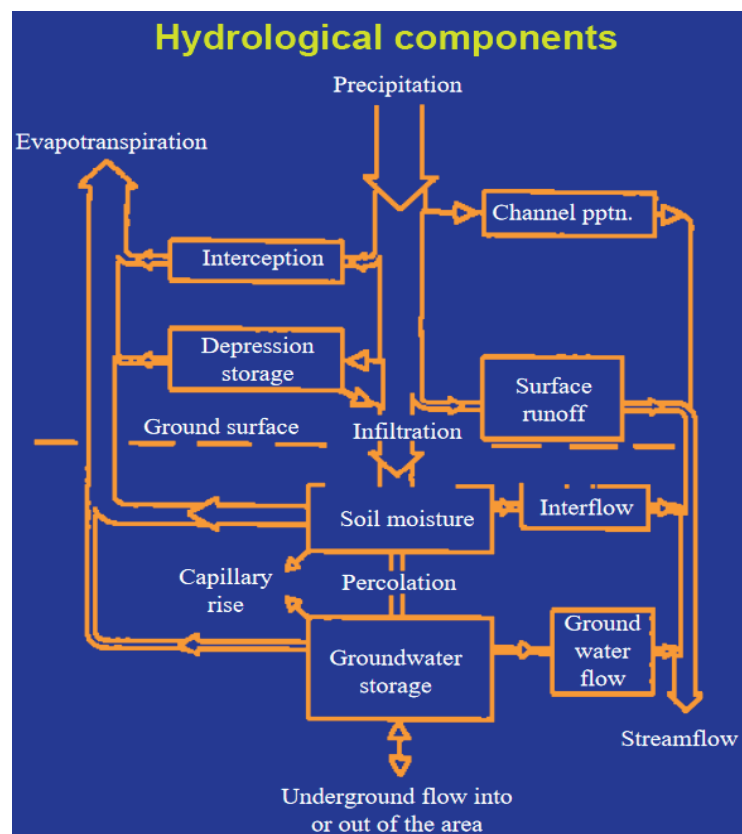 Hydrological components
Precipitation
Evapotranspiration
Channel pptn.
Interception
Depression
storage
Surface
runoff
Ground surface
Infiltration
Soil moisture
Interflow
Capillary
rise
Percolation
Ground
water
flow
Groundwater
storage
Streamflow
Underground flow into
or out of the area